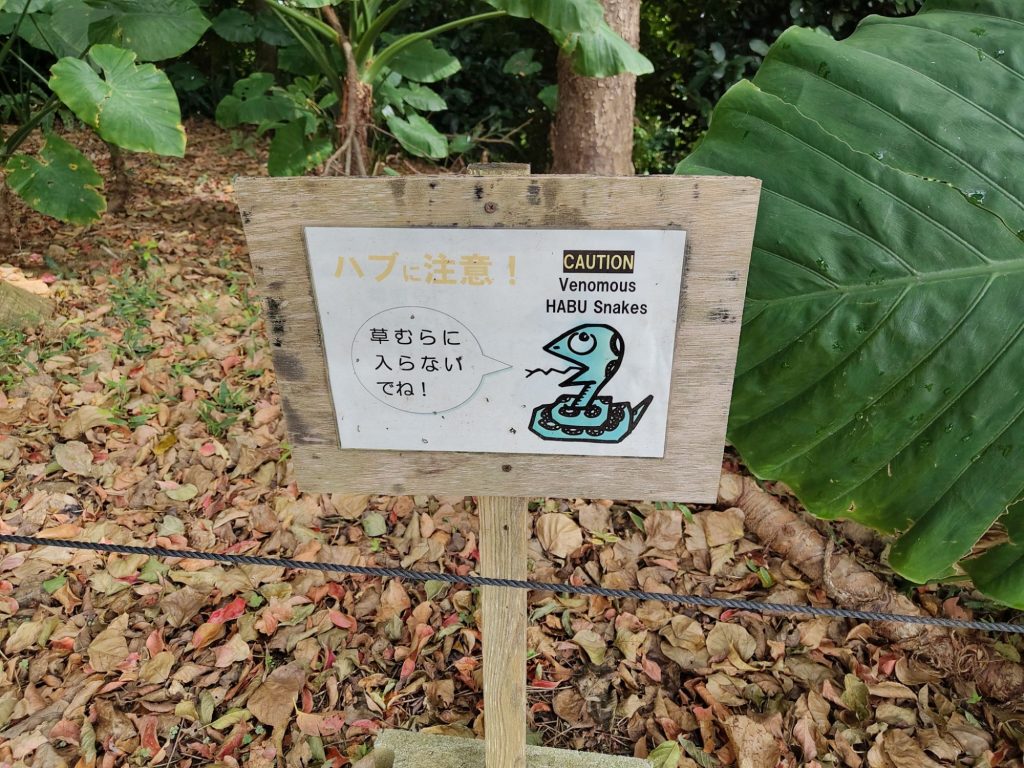 ハブに注意！
CAUTION
Venomous
HABU Snakes
草むらに
入らない
でね！